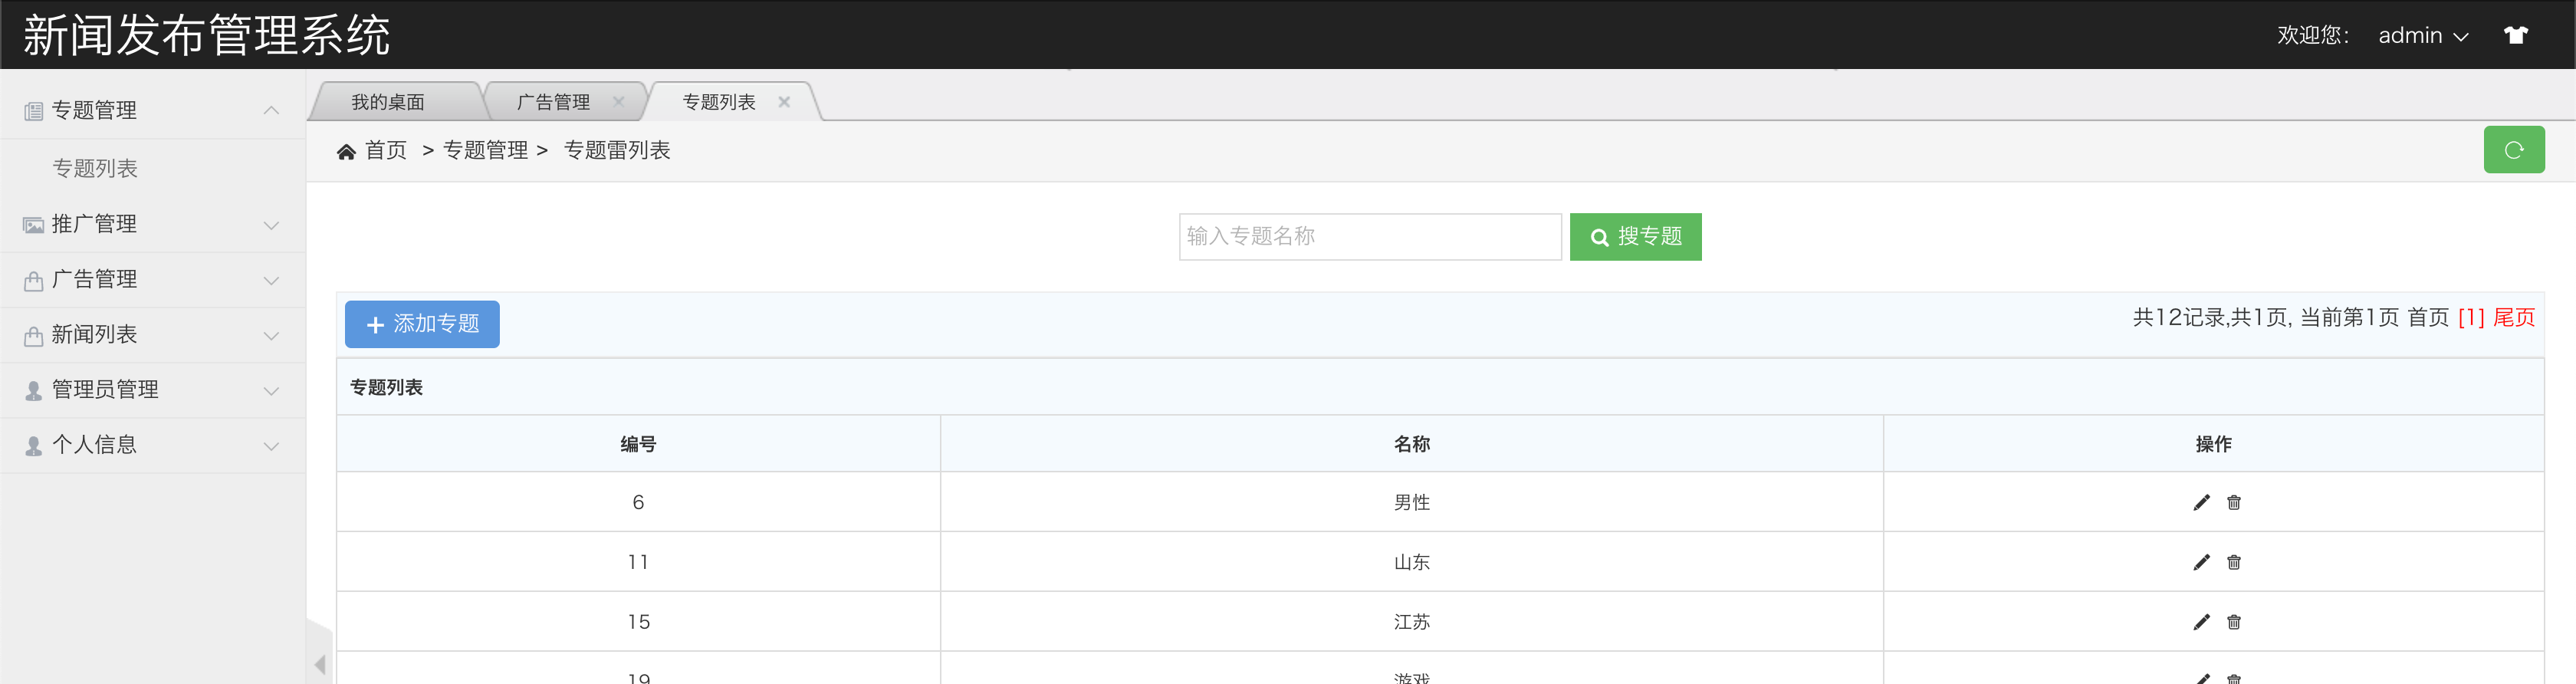 新闻发布管理系统
欢迎您： admin
专题管理
专题列表
推广管理
广告管理
新闻列表
管理员管理
个人信息
我的桌面 广告管理 专题列表
首页 > 专题管理 > 专题雷列表
输入专题名称 搜专题
添加专题
共12记录,共1页, 当前第1页 首页 [1] 尾页
专题列表
编号 名称 操作
6 男性
11 山东
15 江苏
19 游戏